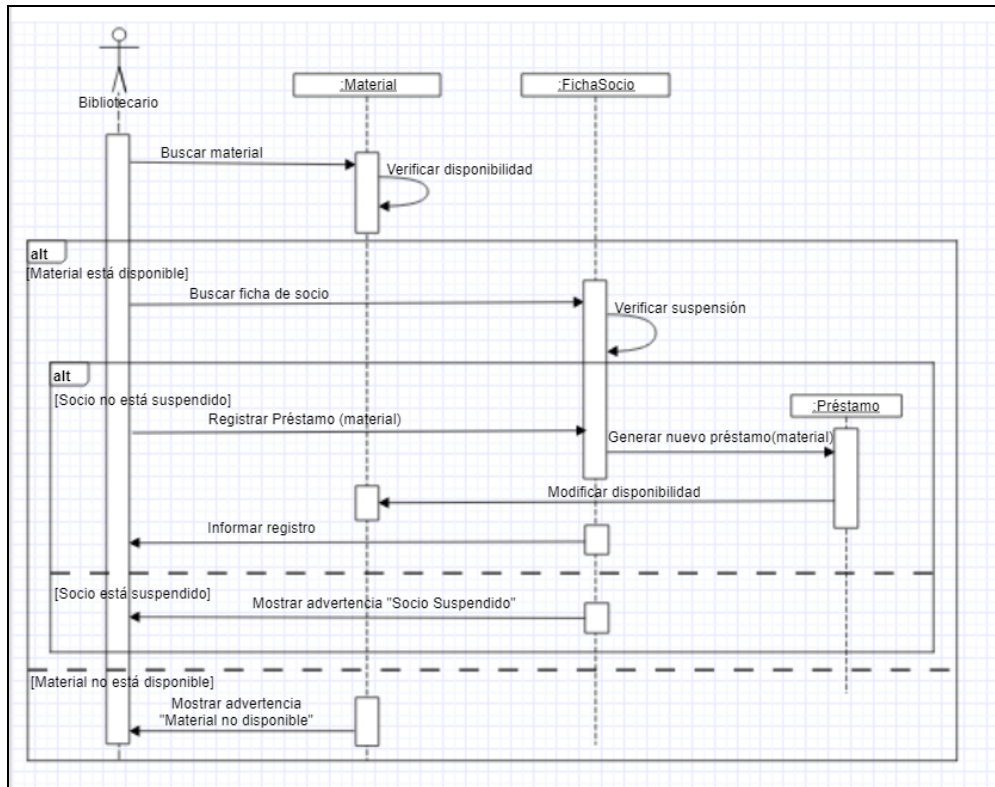 :Material
:FichaSocio
Bibliotecario
Buscar material
Verificar disponibilidad
alt
[Material está disponible]
Buscar ficha de socio
Verificar suspensión
alt
[Socio no está suspendido]
:Préstamo
Registrar Préstamo (material)
Generar nuevo préstamo(material)
Modificar disponibilidad
Informar registro
[Socio está suspendido]
Mostrar advertencia "Socio Suspendido"
[Material no está disponible]
Mostrar advertencia
"Material no disponible"